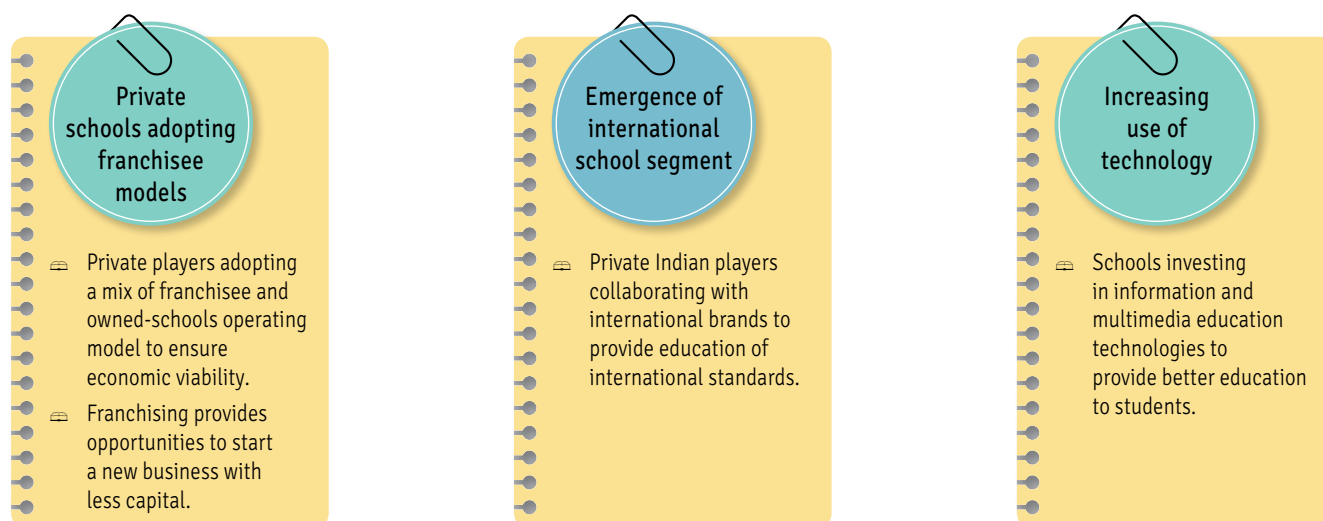 Private
schools adopting
franchisee
models
Private players adopting
a mix of franchisee and
owned-schools operating
model to ensure
economic viability.
Franchising provides
opportunities to start
a new business with
less capital.
Emergence of
international
school segment
Private Indian players
collaborating with
international brands to
provide education of
international standards.
Increasing
use of
technology
Schools investing
in information and
multimedia education
technologies to
provide better education
to students.